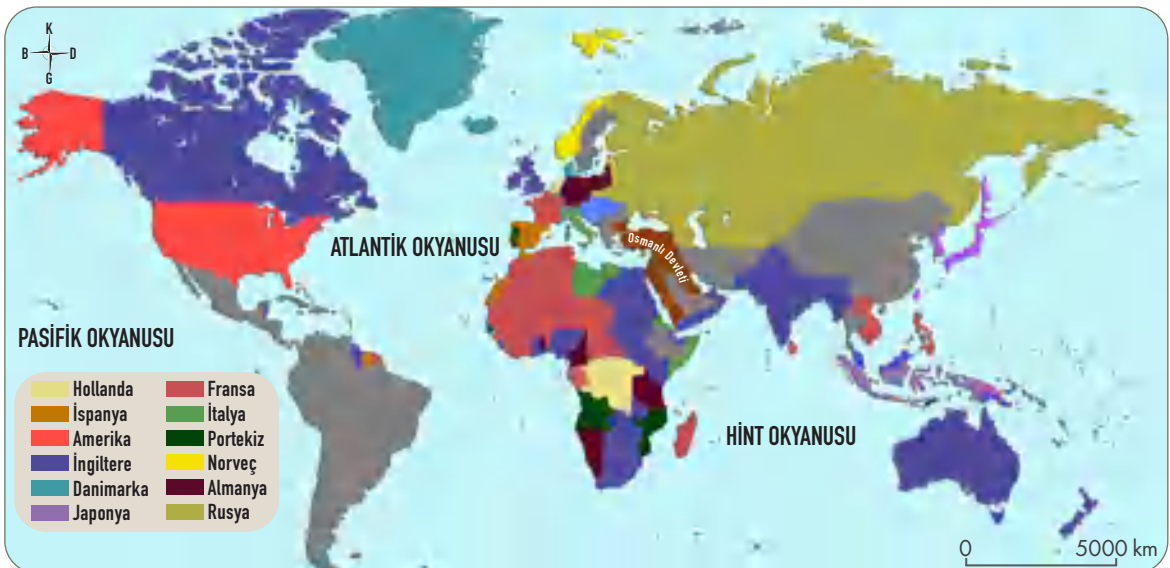 K
B D
G
ATLANTİK OKYANUSU
Osmanlı Devleti
PASİFİK OKYANUSU
HİNT OKYANUSU
Hollanda
İspanya
Amerika
İngiltere
Danimarka
Japonya
Fransa
İtalya
Portekiz
Norveç
Almanya
Rusya
0 5000 km